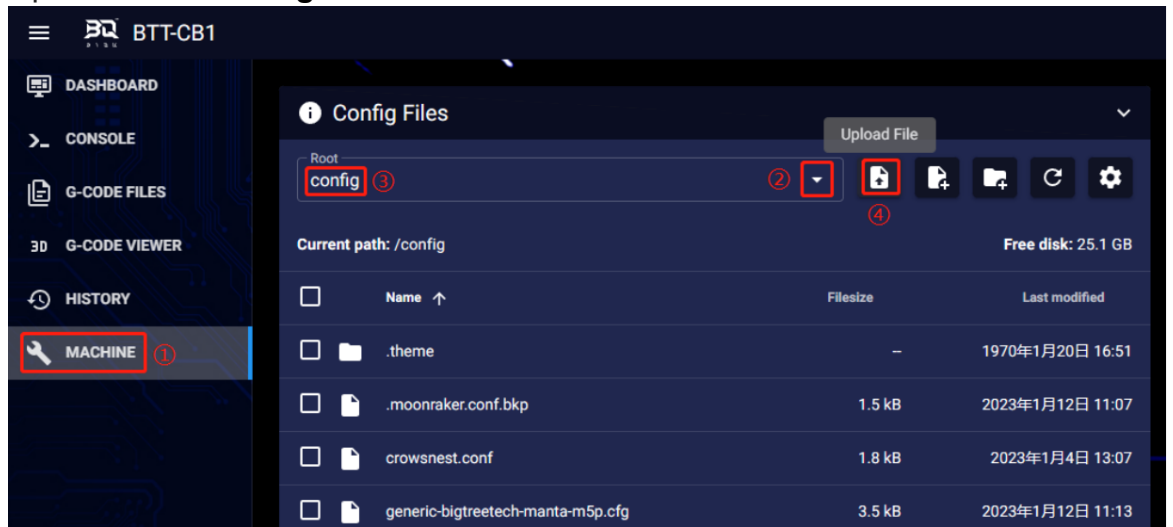 BQ BTT-CB1
DASHBOARD
CONSOLE
G-CODE FILES
3D G-CODE VIEWER
HISTORY
MACHINE ①
Config Files
Upload File
Root
config ③ ②
④
Current path: /config Free disk: 25.1 GB
Name Filesize Last modified
.theme -- 1970年1月20日 16:51
.moonraker.conf.bkp 1.5 kB 2023年1月12日 11:07
crowsnest.conf 1.8 kB 2023年1月4日 13:07
generic-bigtreetech-manta-m5p.cfg 3.5 kB 2023年1月12日 11:13